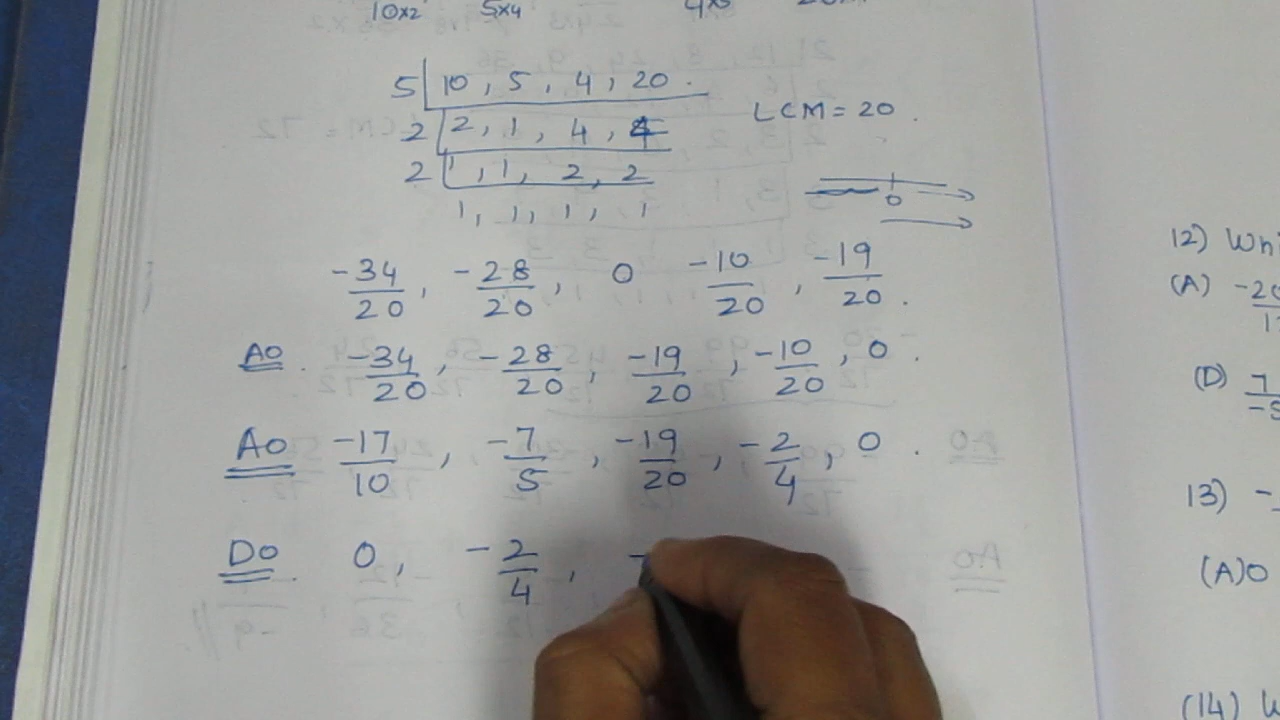 10x2 5x4
5 | 10 , 5 , 4 , 20 .
2 | 2 , 1 , 4 , 4
LCM = 20 .
2 | 1 , 1 , 2 , 2
1 , 1 , 1 , 1
0
-34/20 , -28/20 , 0 -10/20 , -19/20 .
AO . -34/20 , -28/20 , -19/20 , -10/20 , 0 .
AO -17/10 , -7/5 , -19/20 , -2/4 , 0 .
DO . 0 , -2/4 , -
12)
(A)
(D) 7/
13) -
(A) 0
(14)